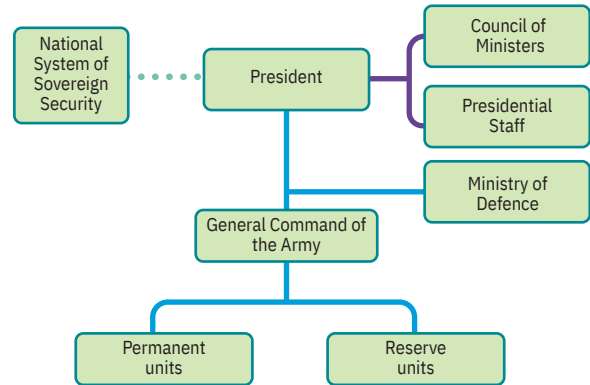 National
System of
Sovereign
Security
President
Council of
Ministers
Presidential
Staff
Ministry of
Defence
General Command of
the Army
Permanent
units
Reserve
units